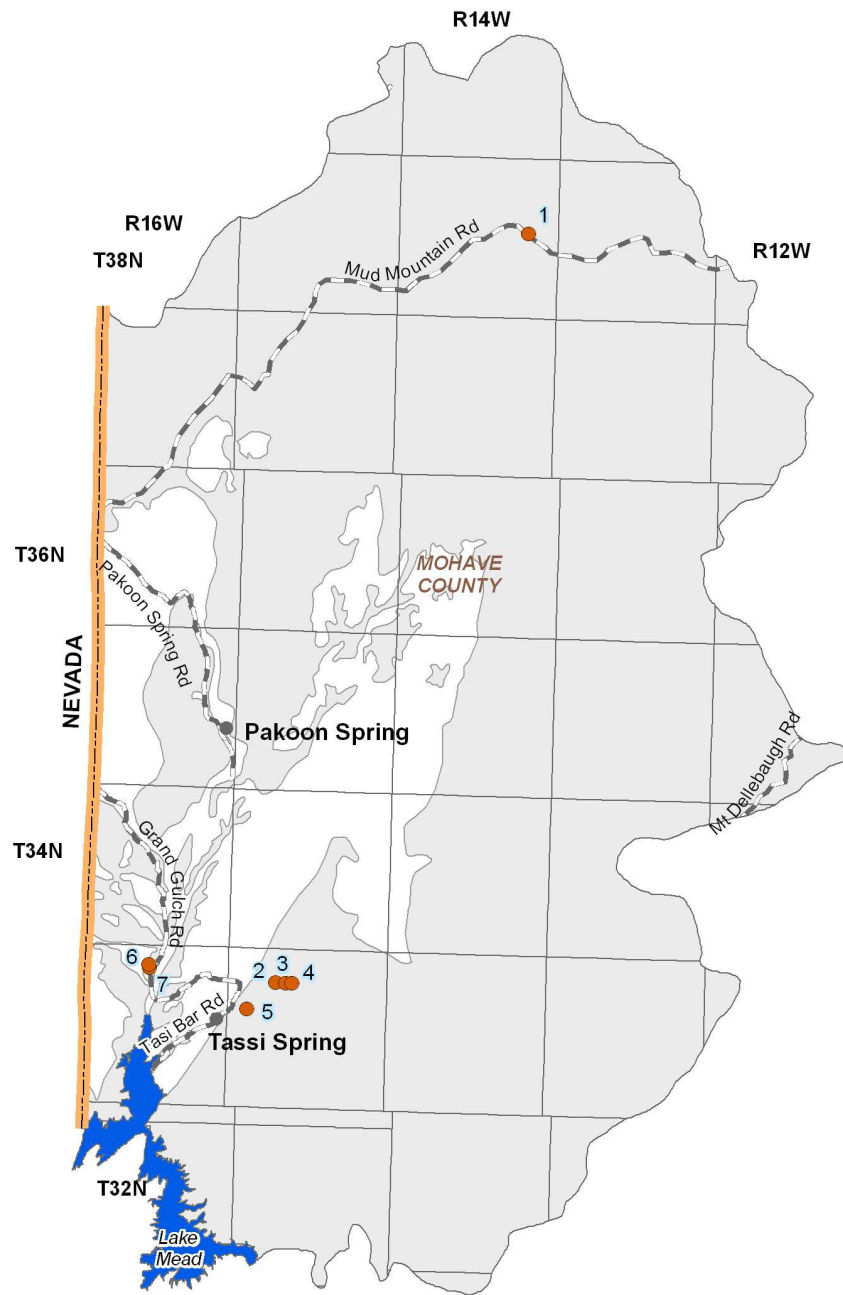 R14W
1
R16W
Mud Mountain Rd
R12W
T38N
MOHAVE
COUNTY
T36N
Pakoon Spring Rd
NEVADA
Pakoon Spring
Mt Dellebaugh Rd
Grand Gulch Rd
T34N
6
7
2
3
4
5
Tasi Bar Rd
Tassi Spring
T32N
Lake
Mead